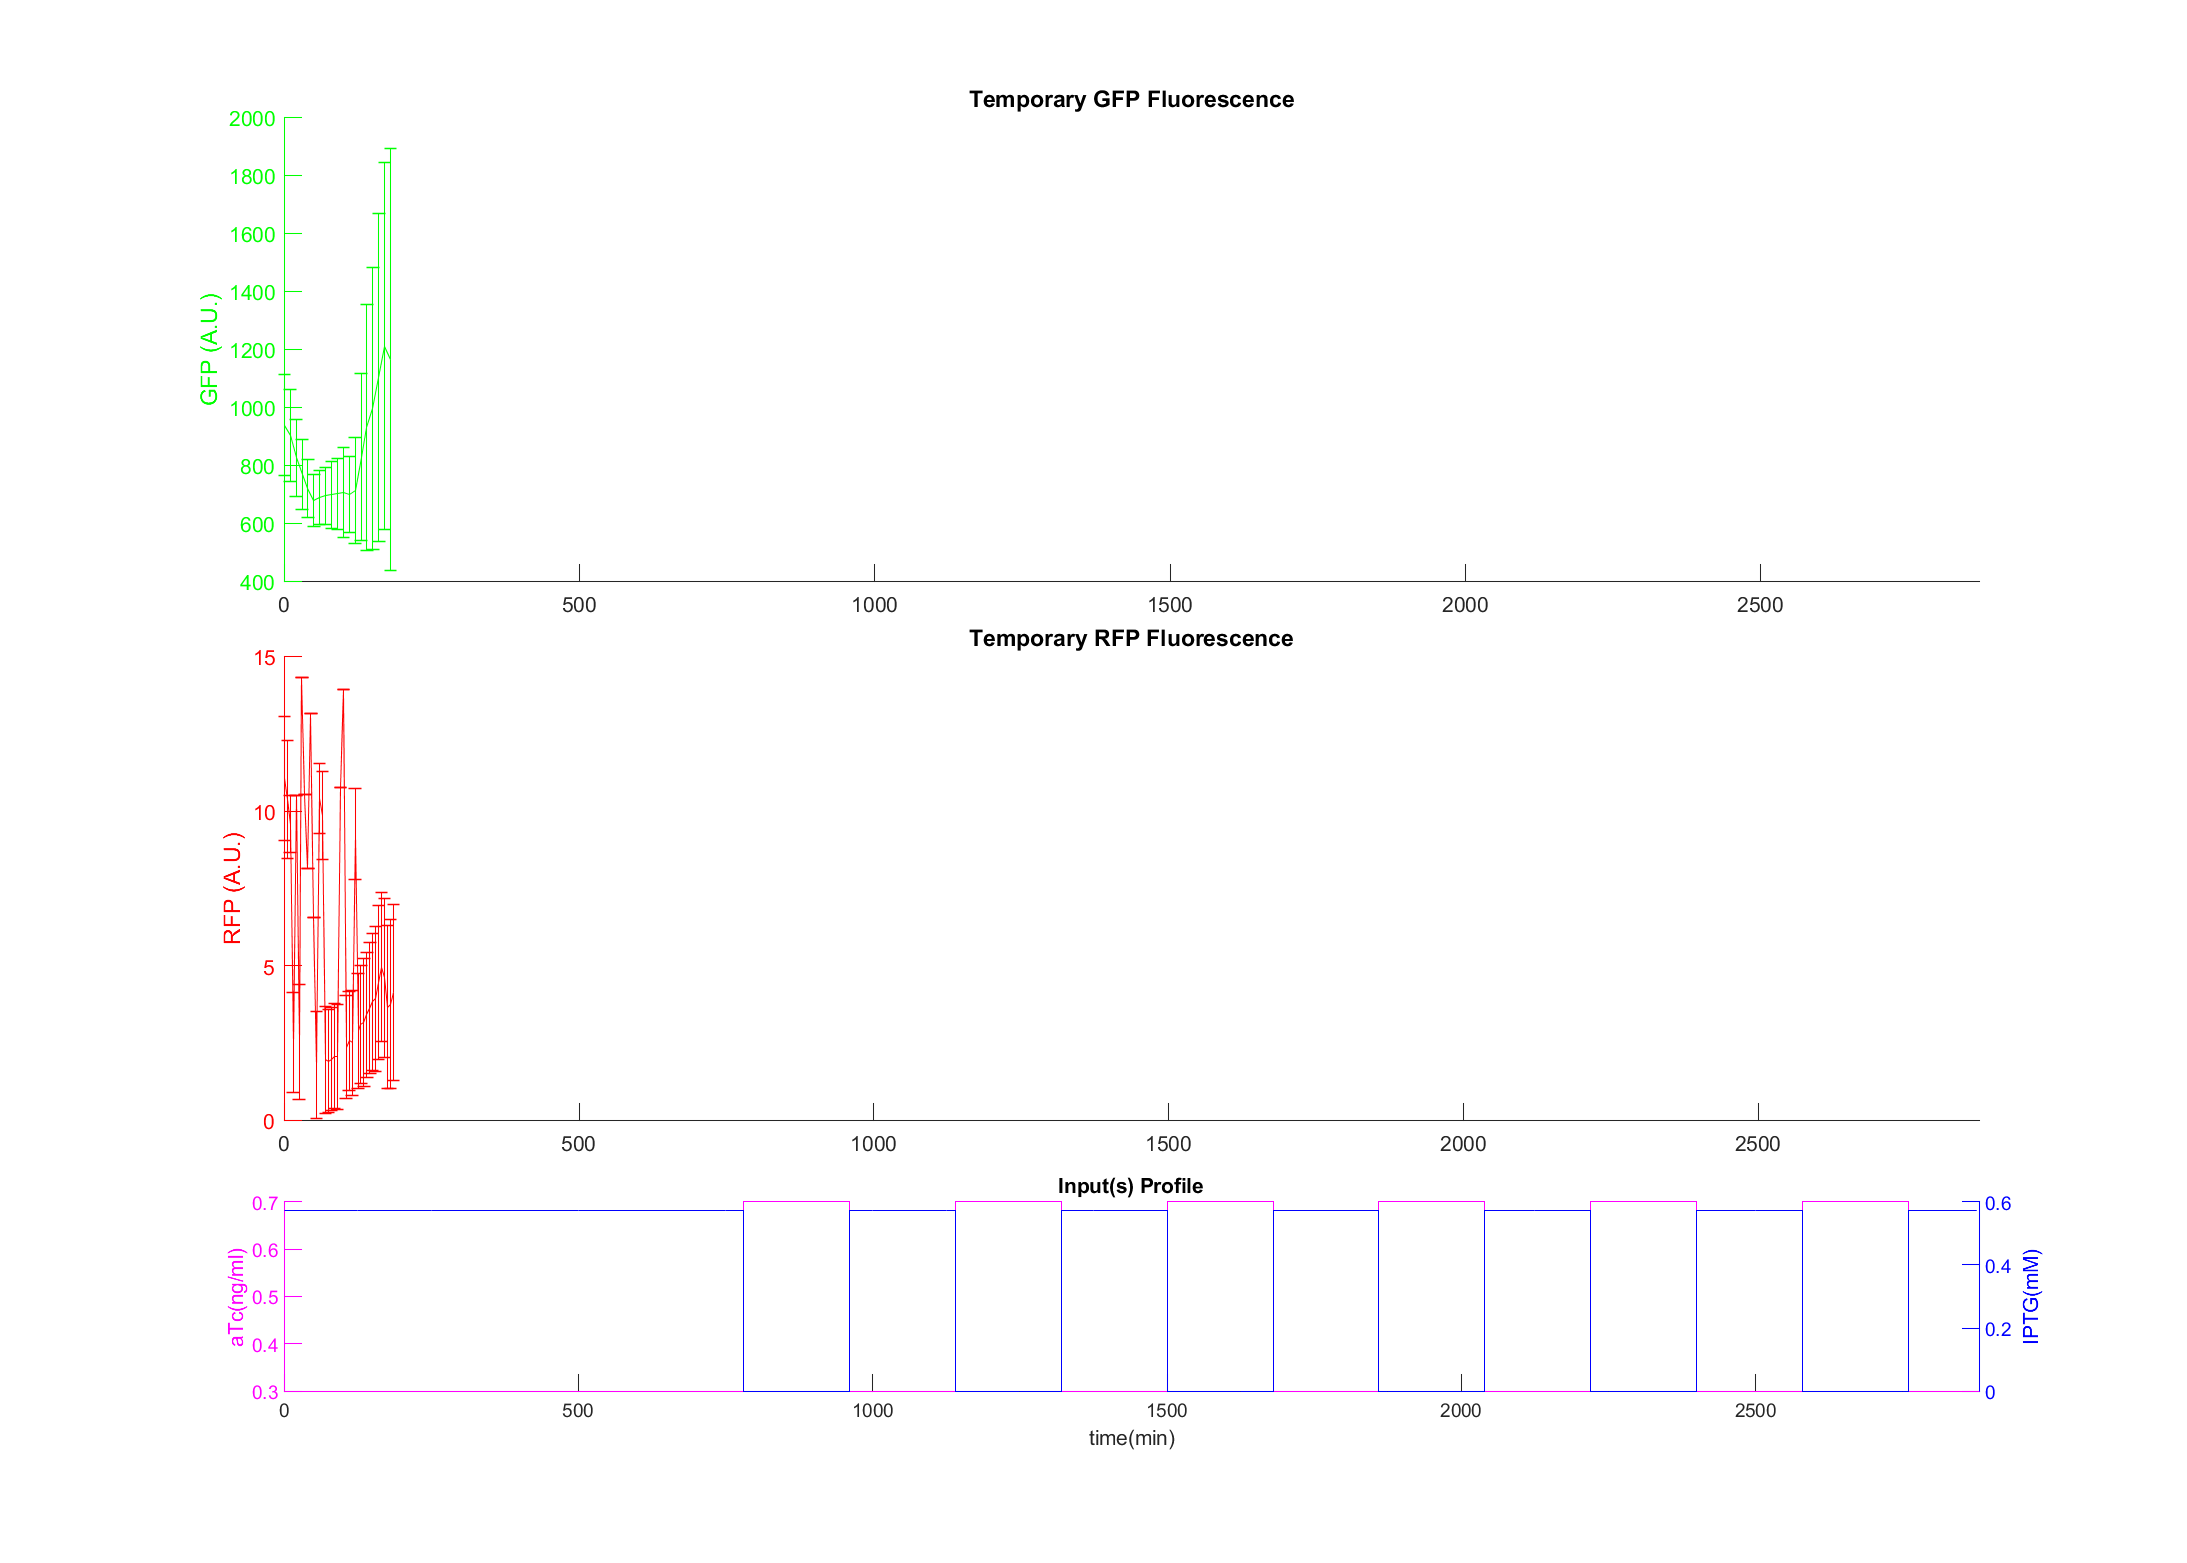 Temporary GFP Fluorescence
2000
1800
1600
1400
1200
1000
800
600
400
GFP (A.U.)
0 500 1000 1500 2000 2500
Temporary RFP Fluorescence
15
10
5
0
RFP (A.U.)
0 500 1000 1500 2000 2500
Input(s) Profile
0.7
0.6
0.5
0.4
0.3
aTc(ng/ml)
0.6
0.4
0.2
0
IPTG(mM)
0 500 1000 1500 2000 2500
time(min)